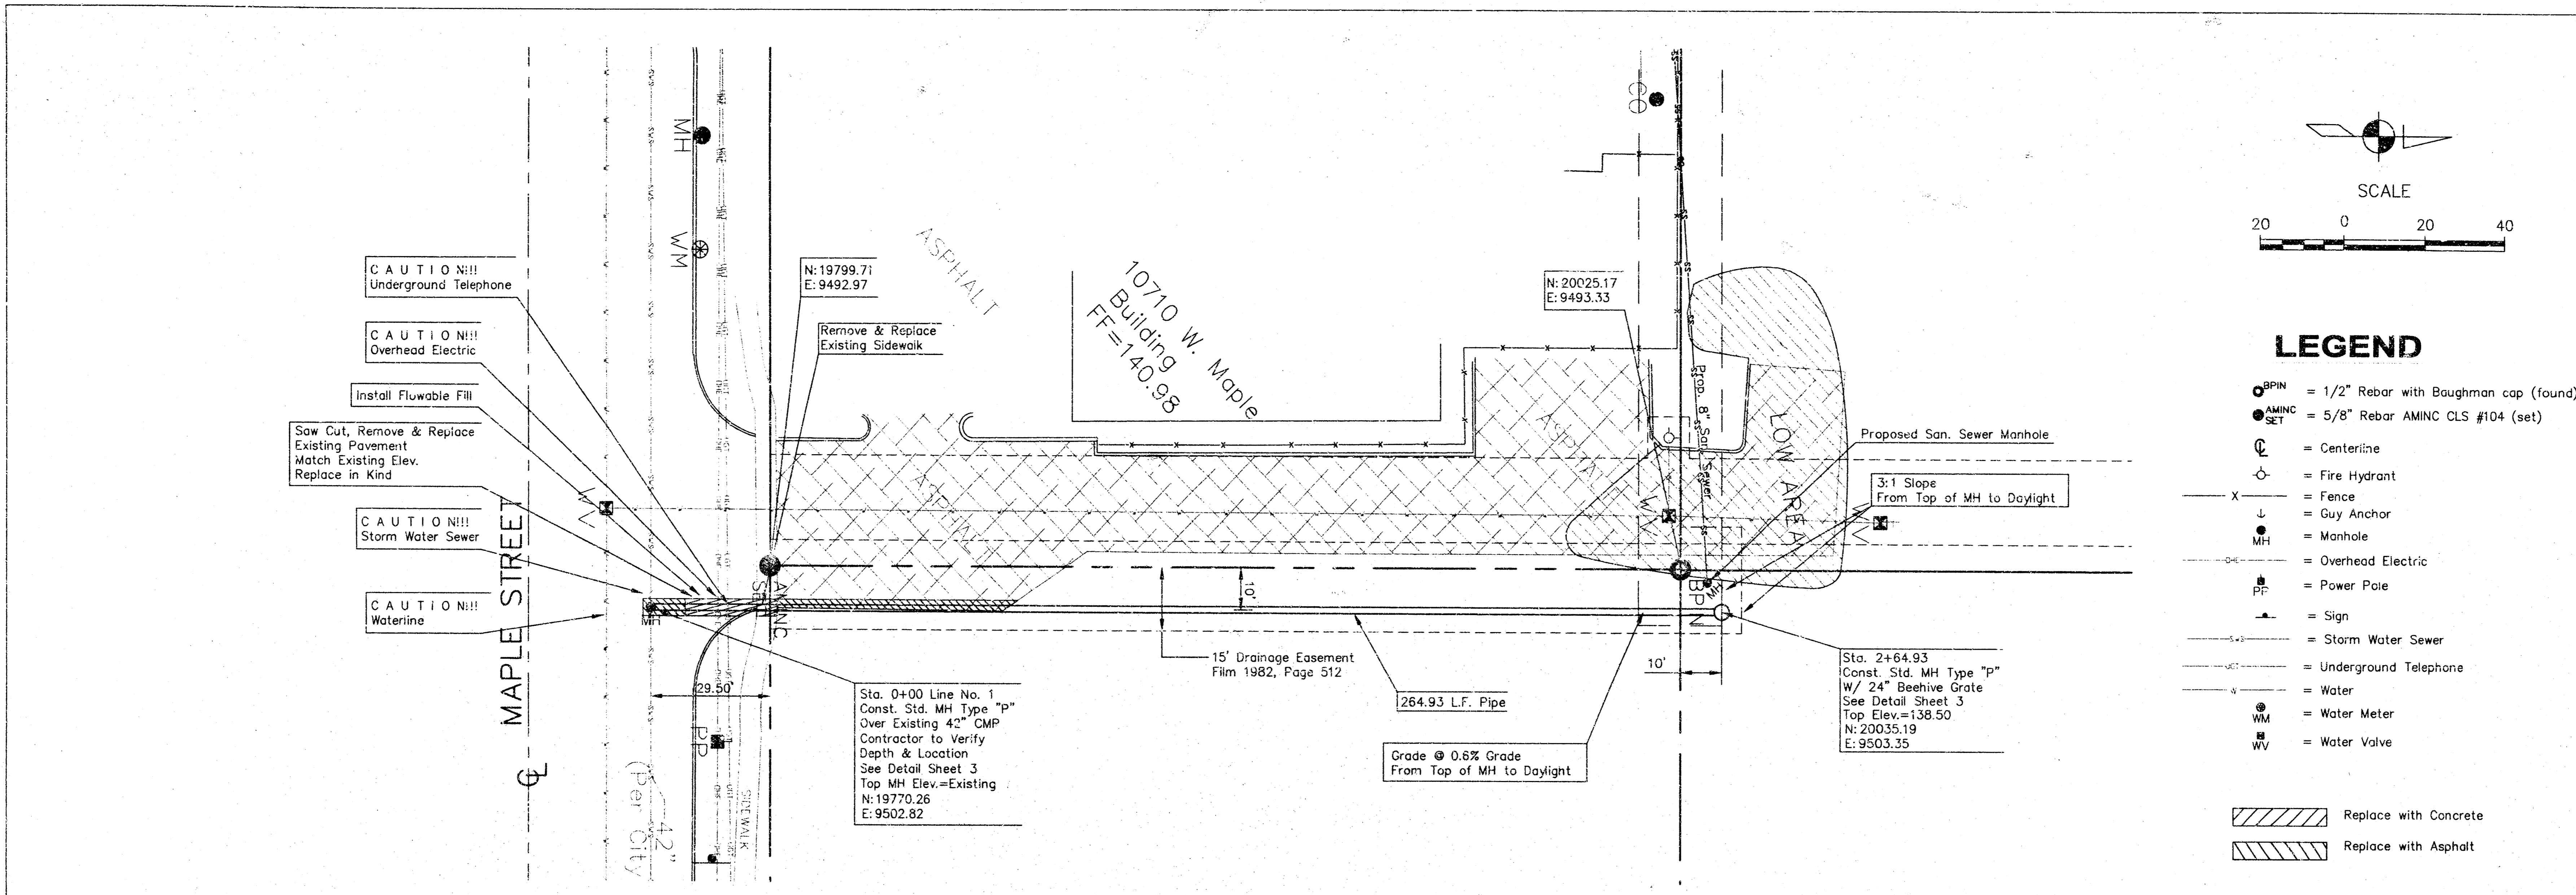 CAUTION!!!
Underground Telephone
CAUTION!!!
Overhead Electric
Install Flowable Fill
Saw Cut, Remove & Replace
Existing Pavement
Match Existing Elev.
Replace in Kind
CAUTION!!!
Storm Water Sewer
CAUTION!!!
Waterline
MAPLE STREET
MH
WM
WV
MH
PP
29.50'
42"
(Per City
SIDEWALK
N: 19799.71
E: 9492.97
Remove & Replace
Existing Sidewalk
ASPHALT
ASPHALT
AMINC
10710 W. Maple
Building
FF=140.98
Sta. 0+00 Line No. 1
Const. Std. MH Type "P"
Over Existing 42" CMP
Contractor to Verify
Depth & Location
See Detail Sheet 3
Top MH Elev.=Existing
N: 19770.26
E: 9502.82
10'
15' Drainage Easement
Film 1982, Page 512
264.93 L.F. Pipe
Grade @ 0.6% Grade
From Top of MH to Daylight
CO
N: 20025.17
E: 9493.33
ASPHALT
WV
Prop. 8" San. Sewer
LOW AREA
MH
10'
Proposed San. Sewer Manhole
3:1 Slope
From Top of MH to Daylight
Sta. 2+64.93
Const. Std. MH Type "P"
W/ 24" Beehive Grate
See Detail Sheet 3
Top Elev.=138.50
N: 20035.19
E: 9503.35
SCALE
20 0 20 40
LEGEND
BPIN = 1/2" Rebar with Baughman cap (found)
AMINC SET = 5/8" Rebar AMINC CLS #104 (set)
= Centerline
= Fire Hydrant
X = Fence
= Guy Anchor
MH = Manhole
OHE = Overhead Electric
PP = Power Pole
= Sign
SWS = Storm Water Sewer
UGT = Underground Telephone
W = Water
WM = Water Meter
WV = Water Valve
Replace with Concrete
Replace with Asphalt